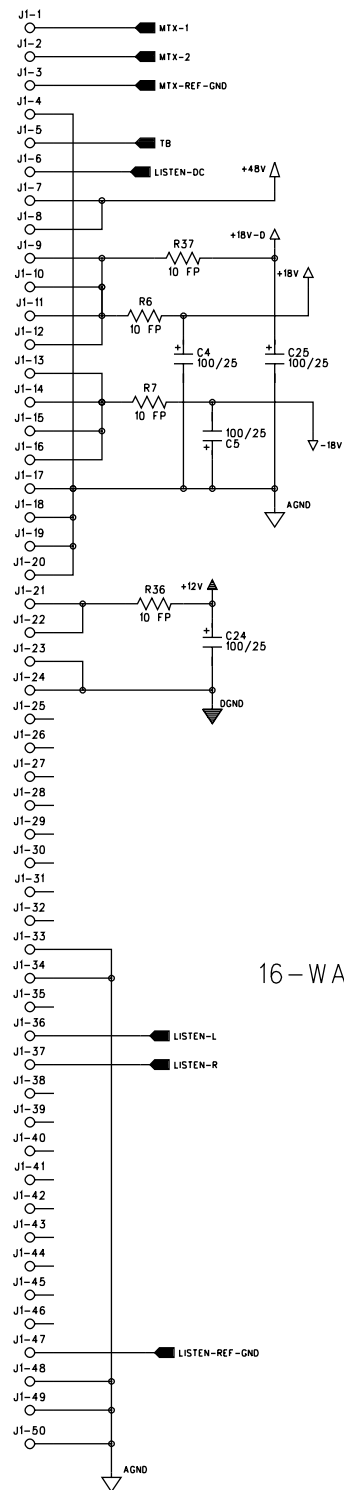 J1-1 MTX-1
J1-2 MTX-2
J1-3 MTX-REF-GND
J1-4
J1-5 TB
J1-6 LISTEN-DC
J1-7 +48V
J1-8
J1-9 R37 +18V-D
10 FP +18V
J1-10
J1-11 R6
10 FP
J1-12
J1-13 C4 C25
100/25 100/25
J1-14 R7
10 FP
J1-15 100/25
C5
J1-16 -18V
J1-17 AGND
J1-18
J1-19
J1-20
J1-21 R36 +12V
10 FP
J1-22 C24
100/25
J1-23
J1-24 DGND
J1-25
J1-26
J1-27
J1-28
J1-29
J1-30
J1-31
J1-32
J1-33
J1-34 16-WA
J1-35
J1-36 LISTEN-L
J1-37 LISTEN-R
J1-38
J1-39
J1-40
J1-41
J1-42
J1-43
J1-44
J1-45
J1-46
J1-47 LISTEN-REF-GND
J1-48
J1-49
J1-50
AGND